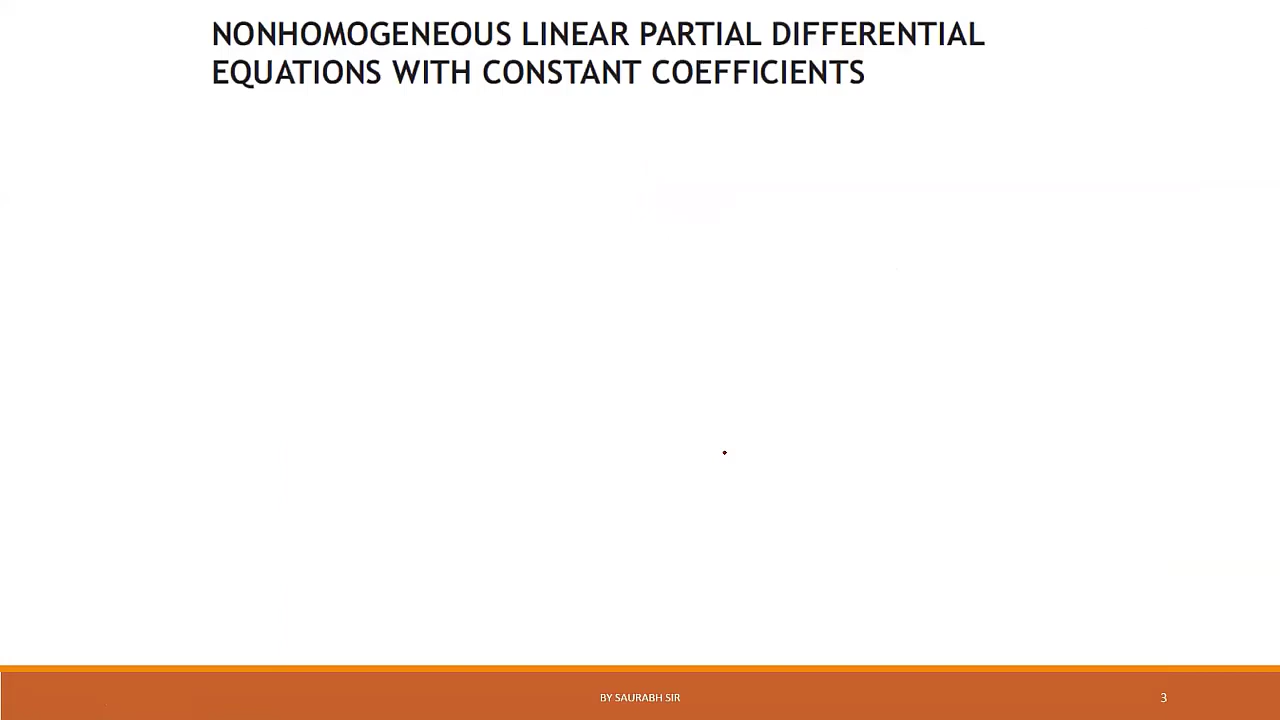 NONHOMOGENEOUS LINEAR PARTIAL DIFFERENTIAL
EQUATIONS WITH CONSTANT COEFFICIENTS
BY SAURABH SIR
3